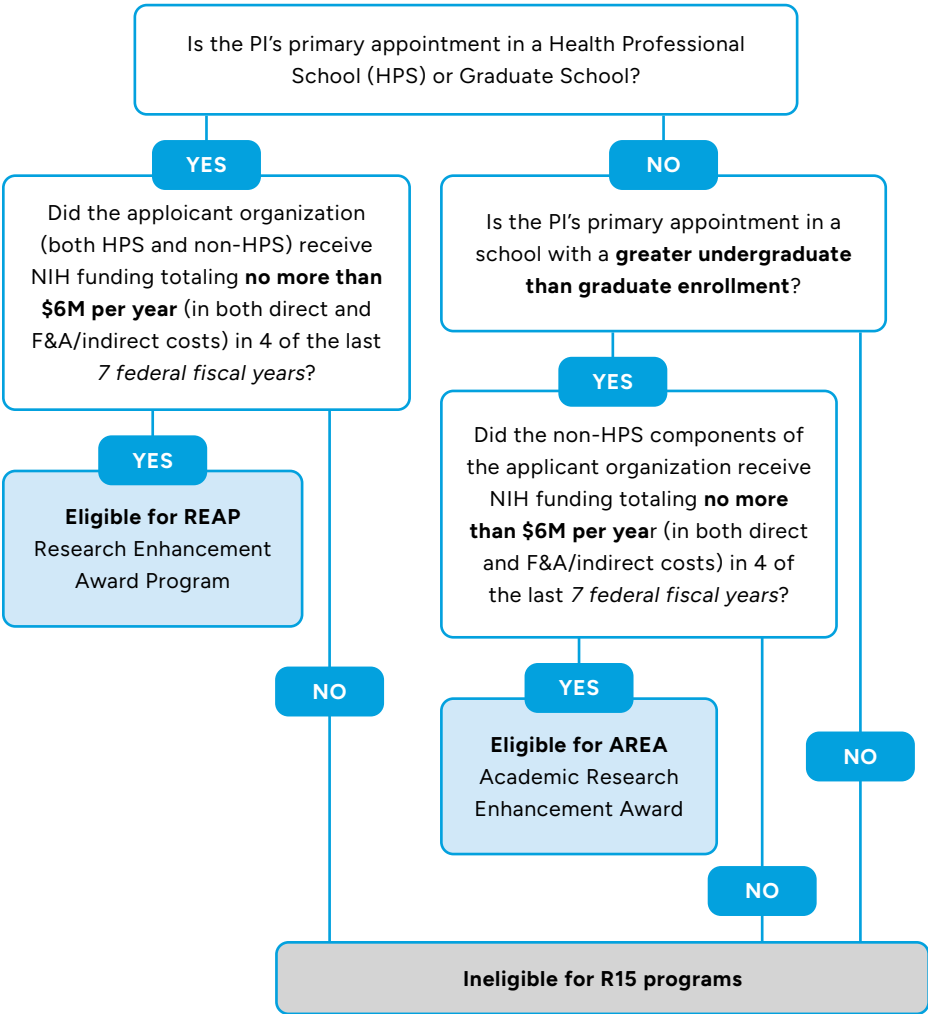 Is the PI's primary appointment in a Health Professional
School (HPS) or Graduate School?
YES
Did the apploicant organization
(both HPS and non-HPS) receive
NIH funding totaling no more than
$6M per year (in both direct and
F&A/indirect costs) in 4 of the last
7 federal fiscal years?
YES
Eligible for REAP
Research Enhancement
Award Program
NO
NO
Is the PI's primary appointment in a
school with a greater undergraduate
than graduate enrollment?
YES
Did the non-HPS components of
the applicant organization receive
NIH funding totaling no more
than $6M per year (in both direct
and F&A/indirect costs) in 4 of
the last 7 federal fiscal years?
YES
Eligible for AREA
Academic Research
Enhancement Award
NO
NO
Ineligible for R15 programs